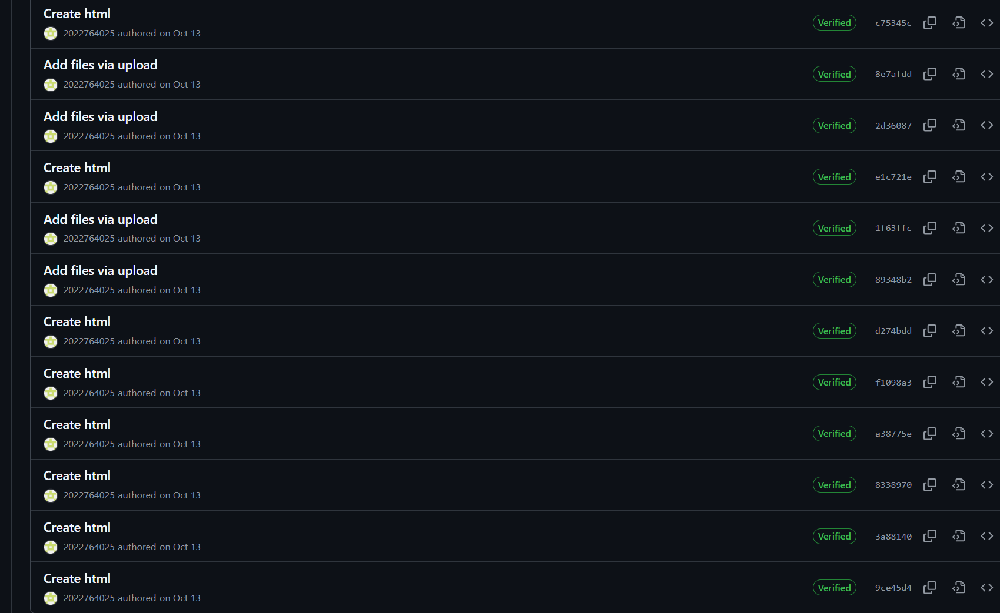 Create html
2022764025 authored on Oct 13
Verified
c75345c
Add files via upload
2022764025 authored on Oct 13
Verified
8e7afdd
Add files via upload
2022764025 authored on Oct 13
Verified
2d36087
Create html
2022764025 authored on Oct 13
Verified
e1c721e
Add files via upload
2022764025 authored on Oct 13
Verified
1f63ffc
Add files via upload
2022764025 authored on Oct 13
Verified
89348b2
Create html
2022764025 authored on Oct 13
Verified
d274bdd
Create html
2022764025 authored on Oct 13
Verified
f1098a3
Create html
2022764025 authored on Oct 13
Verified
a38775e
Create html
2022764025 authored on Oct 13
Verified
8338970
Create html
2022764025 authored on Oct 13
Verified
3a88140
Create html
2022764025 authored on Oct 13
Verified
9ce45d4